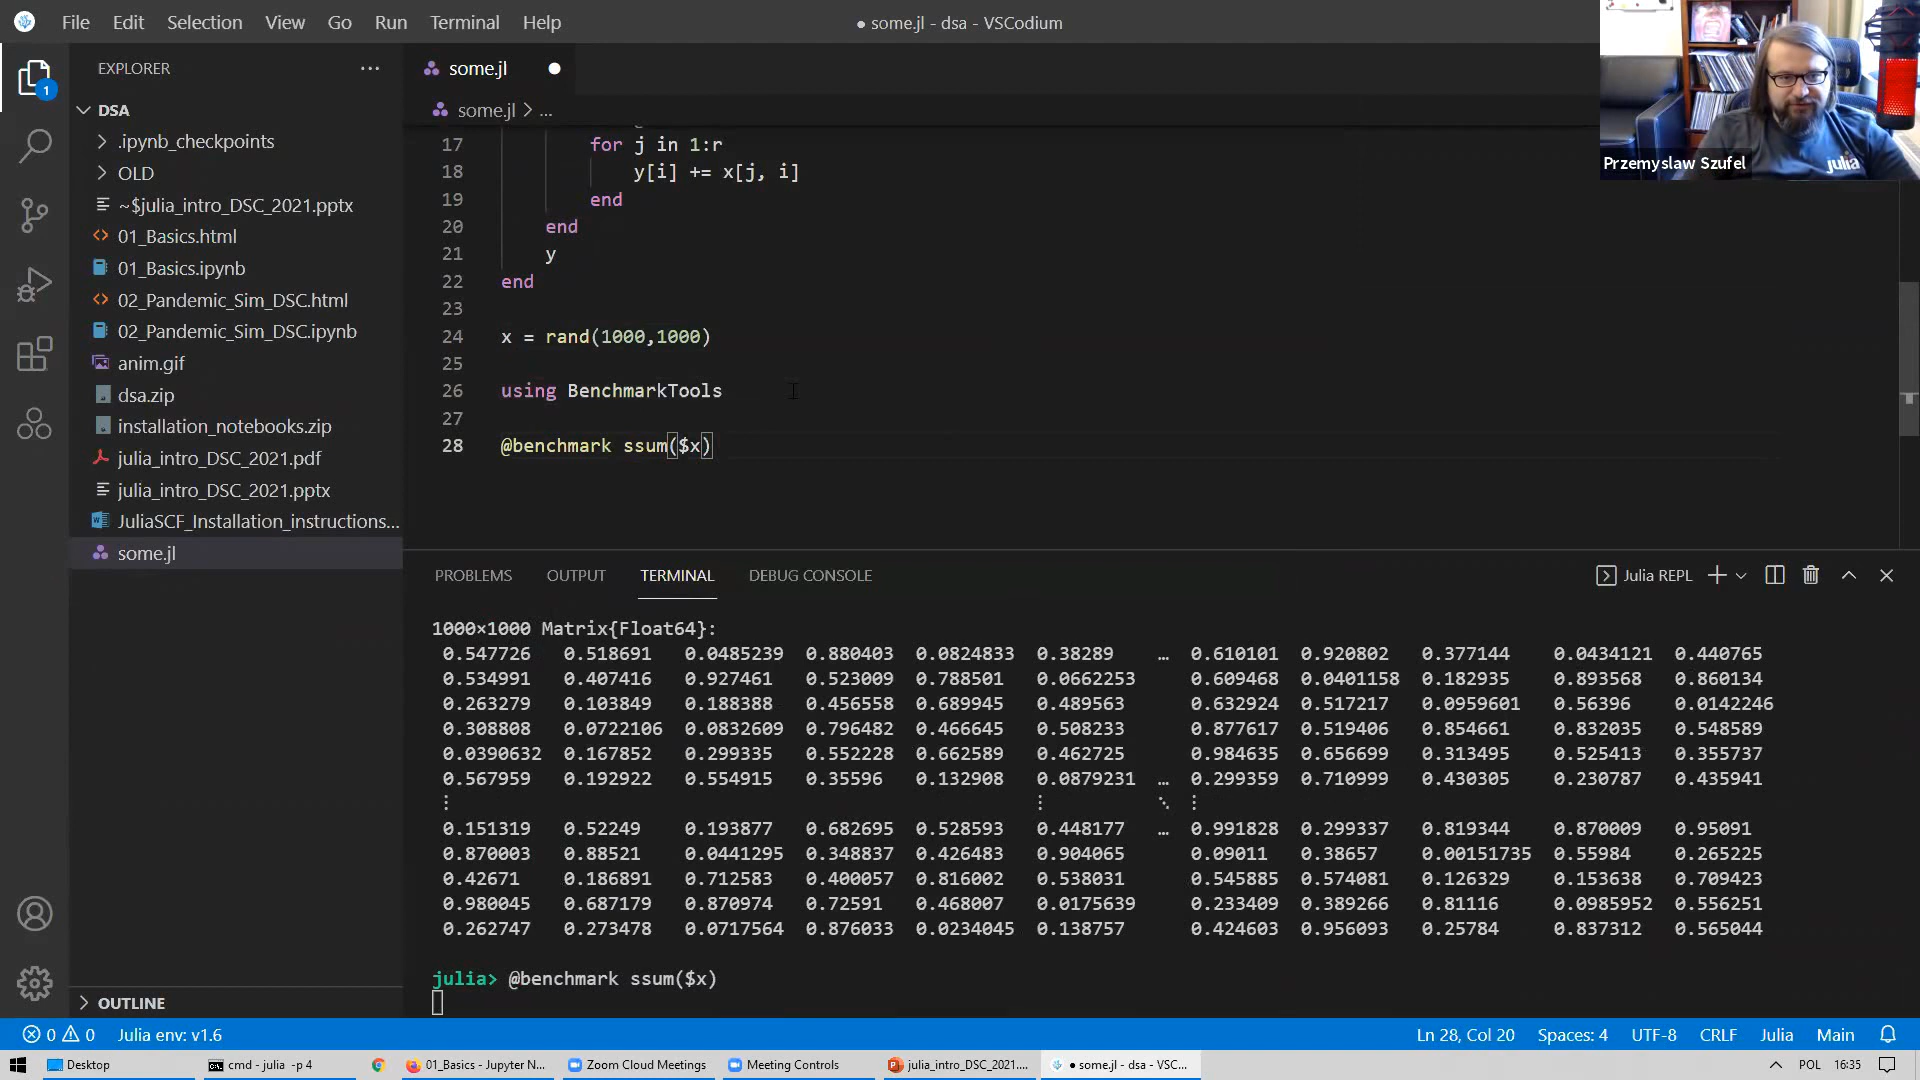 File Edit Selection View Go Run Terminal Help
● some.jl - dsa - VSCodium
EXPLORER ...
some.jl ●
some.jl > ...
DSA
.ipynb_checkpoints
OLD
~$julia_intro_DSC_2021.pptx
01_Basics.html
01_Basics.ipynb
02_Pandemic_Sim_DSC.html
02_Pandemic_Sim_DSC.ipynb
anim.gif
dsa.zip
installation_notebooks.zip
julia_intro_DSC_2021.pdf
julia_intro_DSC_2021.pptx
JuliaSCF_Installation_instructions...
some.jl
OUTLINE
1
17 for j in 1:r
18 y[i] += x[j, i]
19 end
20 end
21 y
22 end
23
24 x = rand(1000,1000)
25
26 using BenchmarkTools
27
28 @benchmark ssum($x)
Przemyslaw Szufel
julia
PROBLEMS OUTPUT TERMINAL DEBUG CONSOLE
Julia REPL
1000×1000 Matrix{Float64}:
0.547726 0.518691 0.0485239 0.880403 0.0824833 0.38289 … 0.610101 0.920802 0.377144 0.0434121 0.440765
0.534991 0.407416 0.927461 0.523009 0.788501 0.0662253 0.609468 0.0401158 0.182935 0.893568 0.860134
0.263279 0.103849 0.188388 0.456558 0.689945 0.489563 0.632924 0.517217 0.0959601 0.56396 0.0142246
0.308808 0.0722106 0.0832609 0.796482 0.466645 0.508233 0.877617 0.519406 0.854661 0.832035 0.548589
0.0390632 0.167852 0.299335 0.552228 0.662589 0.462725 0.984635 0.656699 0.313495 0.525413 0.355737
0.567959 0.192922 0.554915 0.35596 0.132908 0.0879231 … 0.299359 0.710999 0.430305 0.230787 0.435941
⋮ ⋮ ⋱ ⋮
0.151319 0.52249 0.193877 0.682695 0.528593 0.448177 … 0.991828 0.299337 0.819344 0.870009 0.95091
0.870003 0.88521 0.0441295 0.348837 0.426483 0.904065 0.09011 0.38657 0.00151735 0.55984 0.265225
0.42671 0.186891 0.712583 0.400057 0.816002 0.538031 0.545885 0.574081 0.126329 0.153638 0.709423
0.980045 0.687179 0.870974 0.72591 0.468007 0.0175639 0.233409 0.389266 0.81116 0.0985952 0.556251
0.262747 0.273478 0.0717564 0.876033 0.0234045 0.138757 0.424603 0.956093 0.25784 0.837312 0.565044
julia> @benchmark ssum($x)
0 0 Julia env: v1.6
Ln 28, Col 20 Spaces: 4 UTF-8 CRLF Julia Main
Desktop
cmd - julia -p 4
01_Basics - Jupyter N...
Zoom Cloud Meetings
Meeting Controls
julia_intro_DSC_2021....
● some.jl - dsa - VSC...
POL 16:35